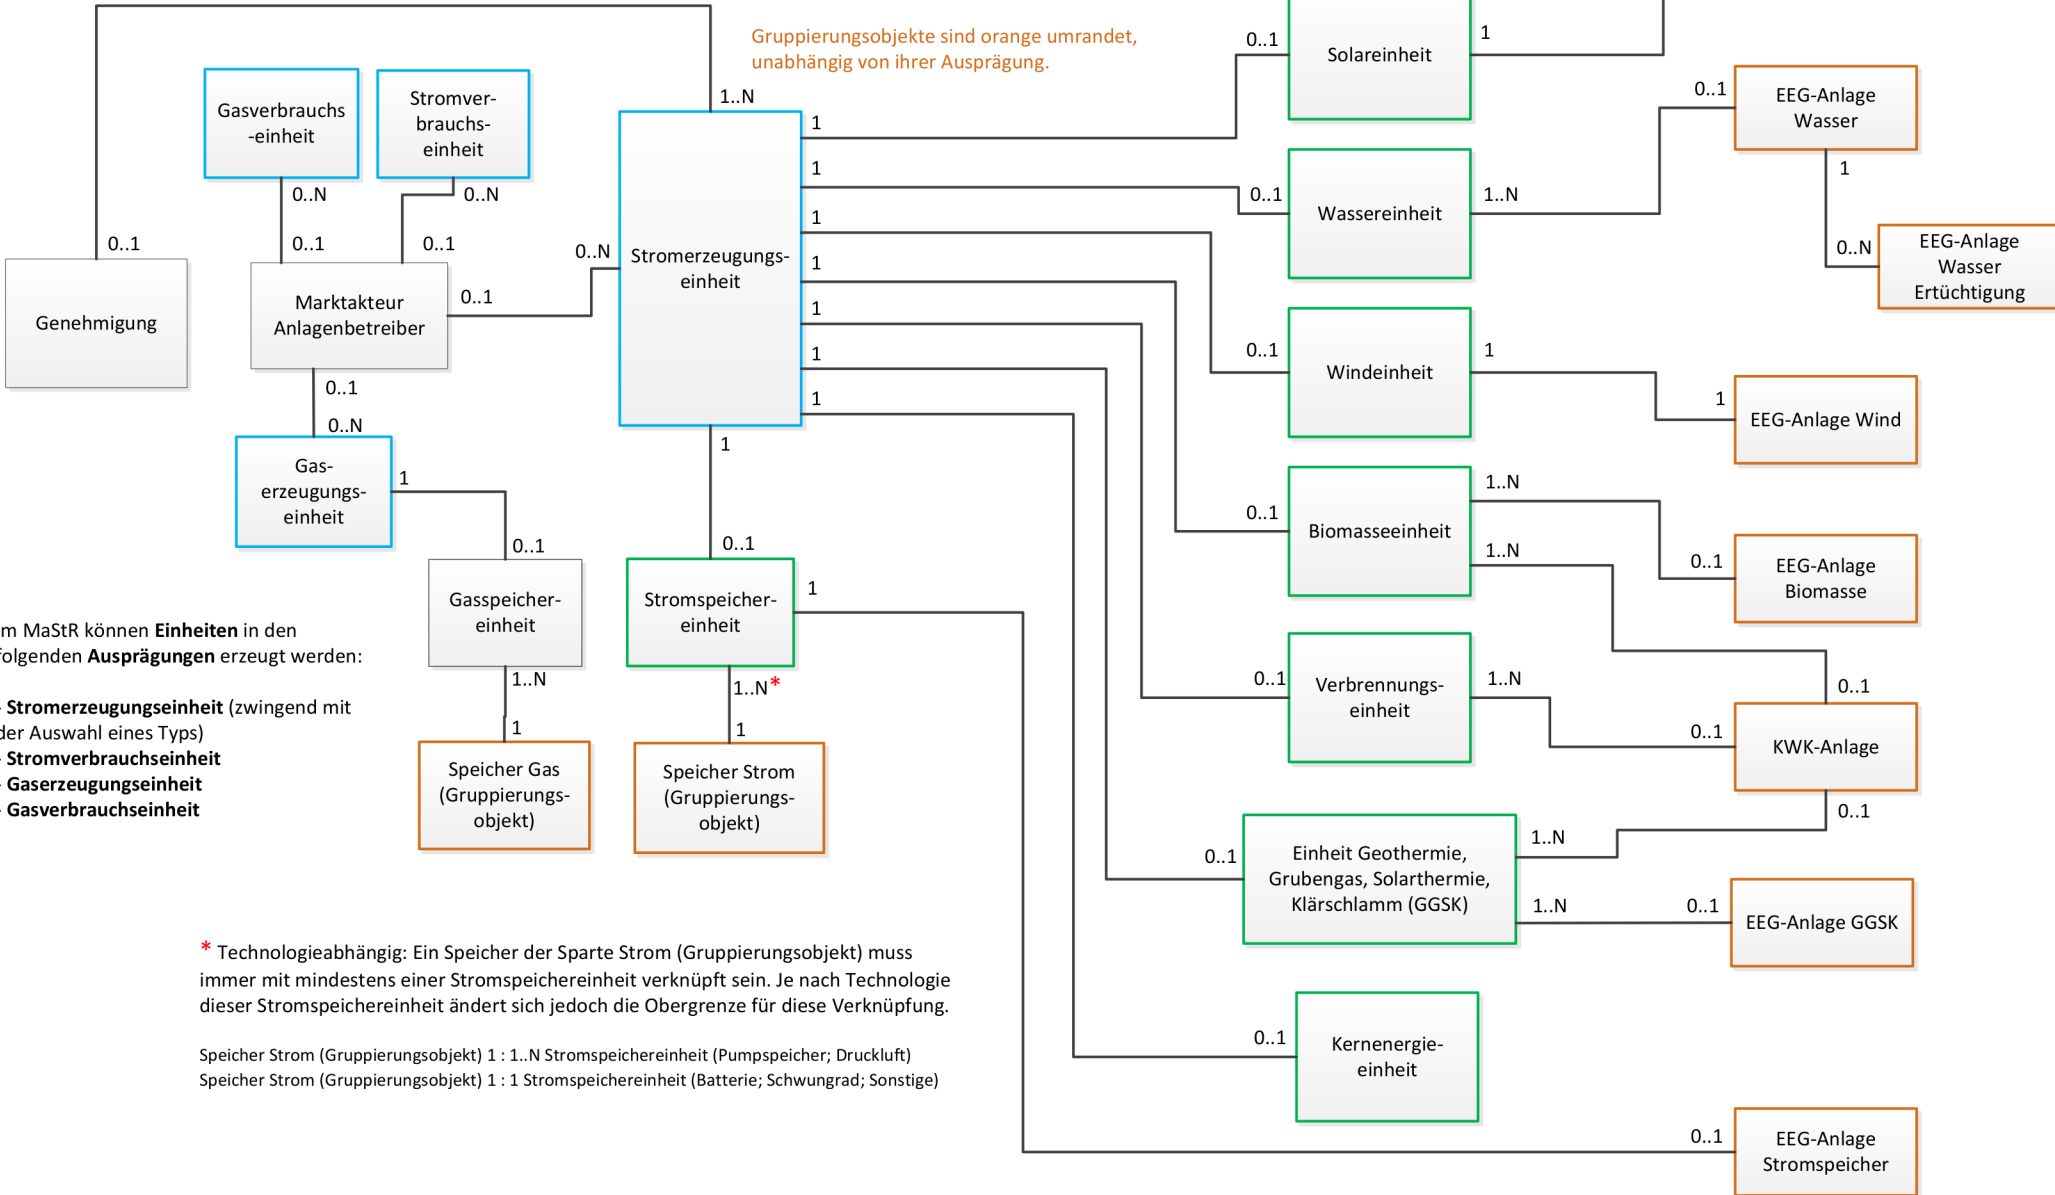 Gruppierungsobjekte sind orange umrandet,
unabhängig von ihrer Ausprägung.
Solareinheit
0..1
1
EEG-Anlage
Wasser
0..1
1
Gasverbrauchs
-einheit
Stromver-
brauchs-
einheit
1..N
1
1
1
1
1
1
1
0..N
0..N
0..1
0..1
0..1
Genehmigung
Marktakteur
Anlagenbetreiber
0..1
0..N
Stromerzeugungs-
einheit
0..1
Wassereinheit
1..N
0..N
EEG-Anlage
Wasser
Ertüchtigung
0..1
Windeinheit
1
1
EEG-Anlage Wind
0..1
0..N
Gas-
erzeugungs-
einheit
1
0..1
1
0..1
0..1
Biomasseeinheit
1..N
1..N
0..1
EEG-Anlage
Biomasse
Gasspeicher-
einheit
Stromspeicher-
einheit
1
1..N
1
1..N*
1
Speicher Gas
(Gruppierungs-
objekt)
Speicher Strom
(Gruppierungs-
objekt)
m MaStR können Einheiten in den
folgenden Ausprägungen erzeugt werden:
- Stromerzeugungseinheit (zwingend mit
der Auswahl eines Typs)
- Stromverbrauchseinheit
- Gaserzeugungseinheit
- Gasverbrauchseinheit
0..1
Verbrennungs-
einheit
1..N
0..1
0..1
KWK-Anlage
0..1
0..1
Einheit Geothermie,
Grubengas, Solarthermie,
Klärschlamm (GGSK)
1..N
1..N
0..1
EEG-Anlage GGSK
* Technologieabhängig: Ein Speicher der Sparte Strom (Gruppierungsobjekt) muss
immer mit mindestens einer Stromspeichereinheit verknüpft sein. Je nach Technologie
dieser Stromspeichereinheit ändert sich jedoch die Obergrenze für diese Verknüpfung.
Speicher Strom (Gruppierungsobjekt) 1 : 1..N Stromspeichereinheit (Pumpspeicher; Druckluft)
Speicher Strom (Gruppierungsobjekt) 1 : 1 Stromspeichereinheit (Batterie; Schwungrad; Sonstige)
0..1
Kernenergie-
einheit
0..1
EEG-Anlage
Stromspeicher